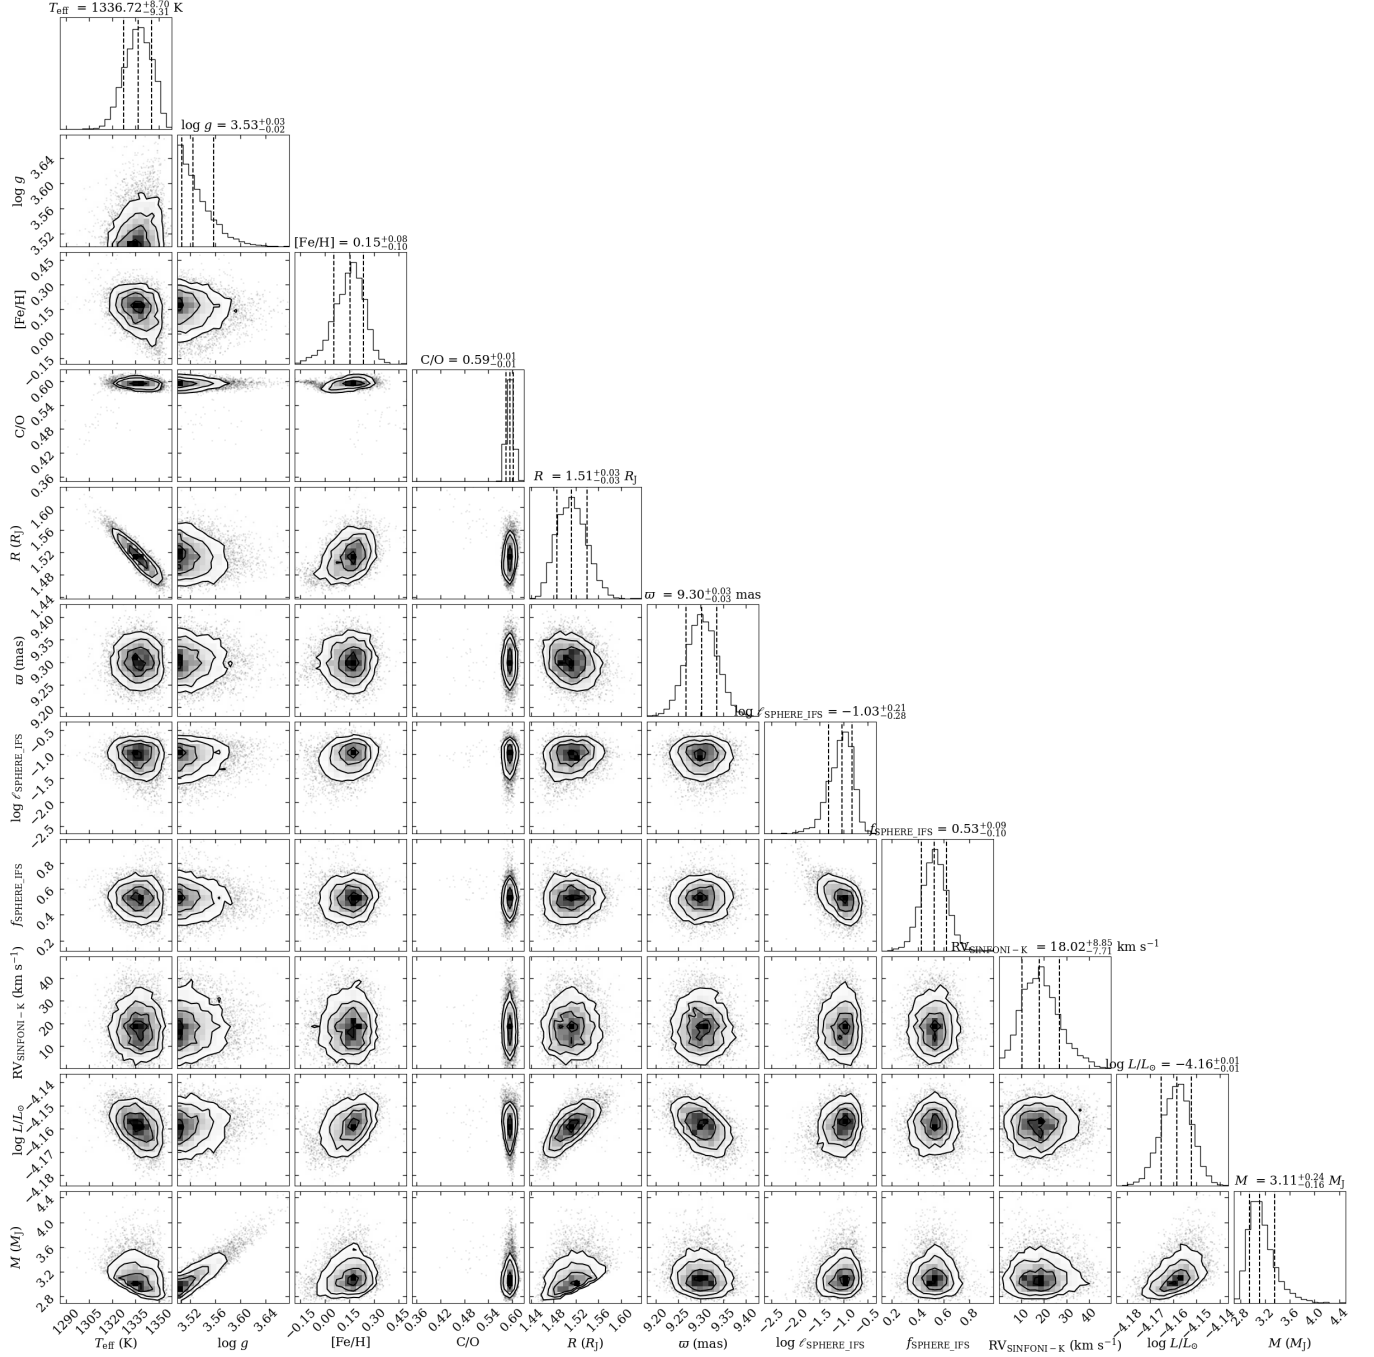 T_eff = 1336.72 +8.70 −9.31 K
log g = 3.53 +0.03 −0.02
3.64
3.60
3.56
3.52
log g
[Fe/H] = 0.15 +0.08 −0.10
0.45
0.30
0.15
0.00
−0.15
[Fe/H]
C/O = 0.59 +0.01 −0.01
0.60
0.54
0.48
0.42
0.36
C/O
R = 1.51 +0.03 −0.03 R_J
1.60
1.56
1.52
1.48
1.44
R (R_J)
ϖ = 9.30 +0.03 −0.03 mas
9.40
9.35
9.30
9.25
9.20
ϖ (mas)
log ℓ_SPHERE_IFS = −1.03 +0.21 −0.28
−0.5
−1.0
−1.5
−2.0
−2.5
log ℓ_SPHERE_IFS
f_SPHERE_IFS = 0.53 +0.09 −0.10
0.8
0.6
0.4
0.2
f_SPHERE_IFS
RV_SINFONI−K = 18.02 +8.85 −7.71 km s⁻¹
40
30
20
10
RV_SINFONI−K (km s⁻¹)
log L/L⊙ = −4.16 +0.01 −0.01
−4.14
−4.15
−4.16
−4.17
−4.18
log L/L⊙
M = 3.11 +0.24 −0.16 M_J
4.4
4.0
3.6
3.2
2.8
M (M_J)
1290 1305 1320 1335 1350 3.52 3.56 3.60 3.64 −0.15 0.00 0.15 0.30 0.45 0.36 0.42 0.48 0.54 0.60 1.44 1.48 1.52 1.56 1.60 9.20 9.25 9.30 9.35 9.40 −2.5 −2.0 −1.5 −1.0 −0.5 0.2 0.4 0.6 0.8 10 20 30 40 −4.18 −4.17 −4.16 −4.15 −4.14 2.8 3.2 3.6 4.0 4.4
T_eff (K) log g [Fe/H] C/O R (R_J) ϖ (mas) log ℓ_SPHERE_IFS f_SPHERE_IFS RV_SINFONI−K (km s⁻¹) log L/L⊙ M (M_J)